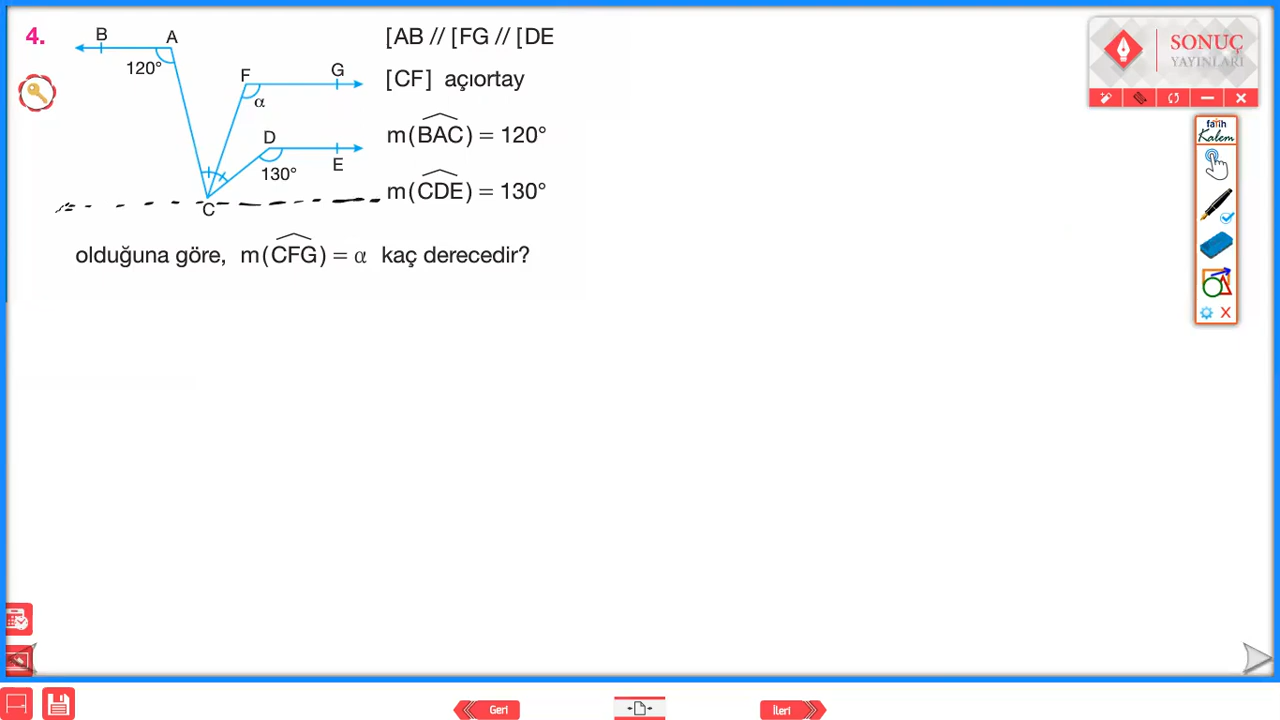 4.
B
A
120°
F
G
α
D
E
130°
C
[AB // [FG // [DE
[CF] açıortay
m(BAC) = 120°
m(CDE) = 130°
olduğuna göre, m(CFG) = α kaç derecedir?
SONUÇ
YAYINLARI
fatih
Kalem
Geri
İleri